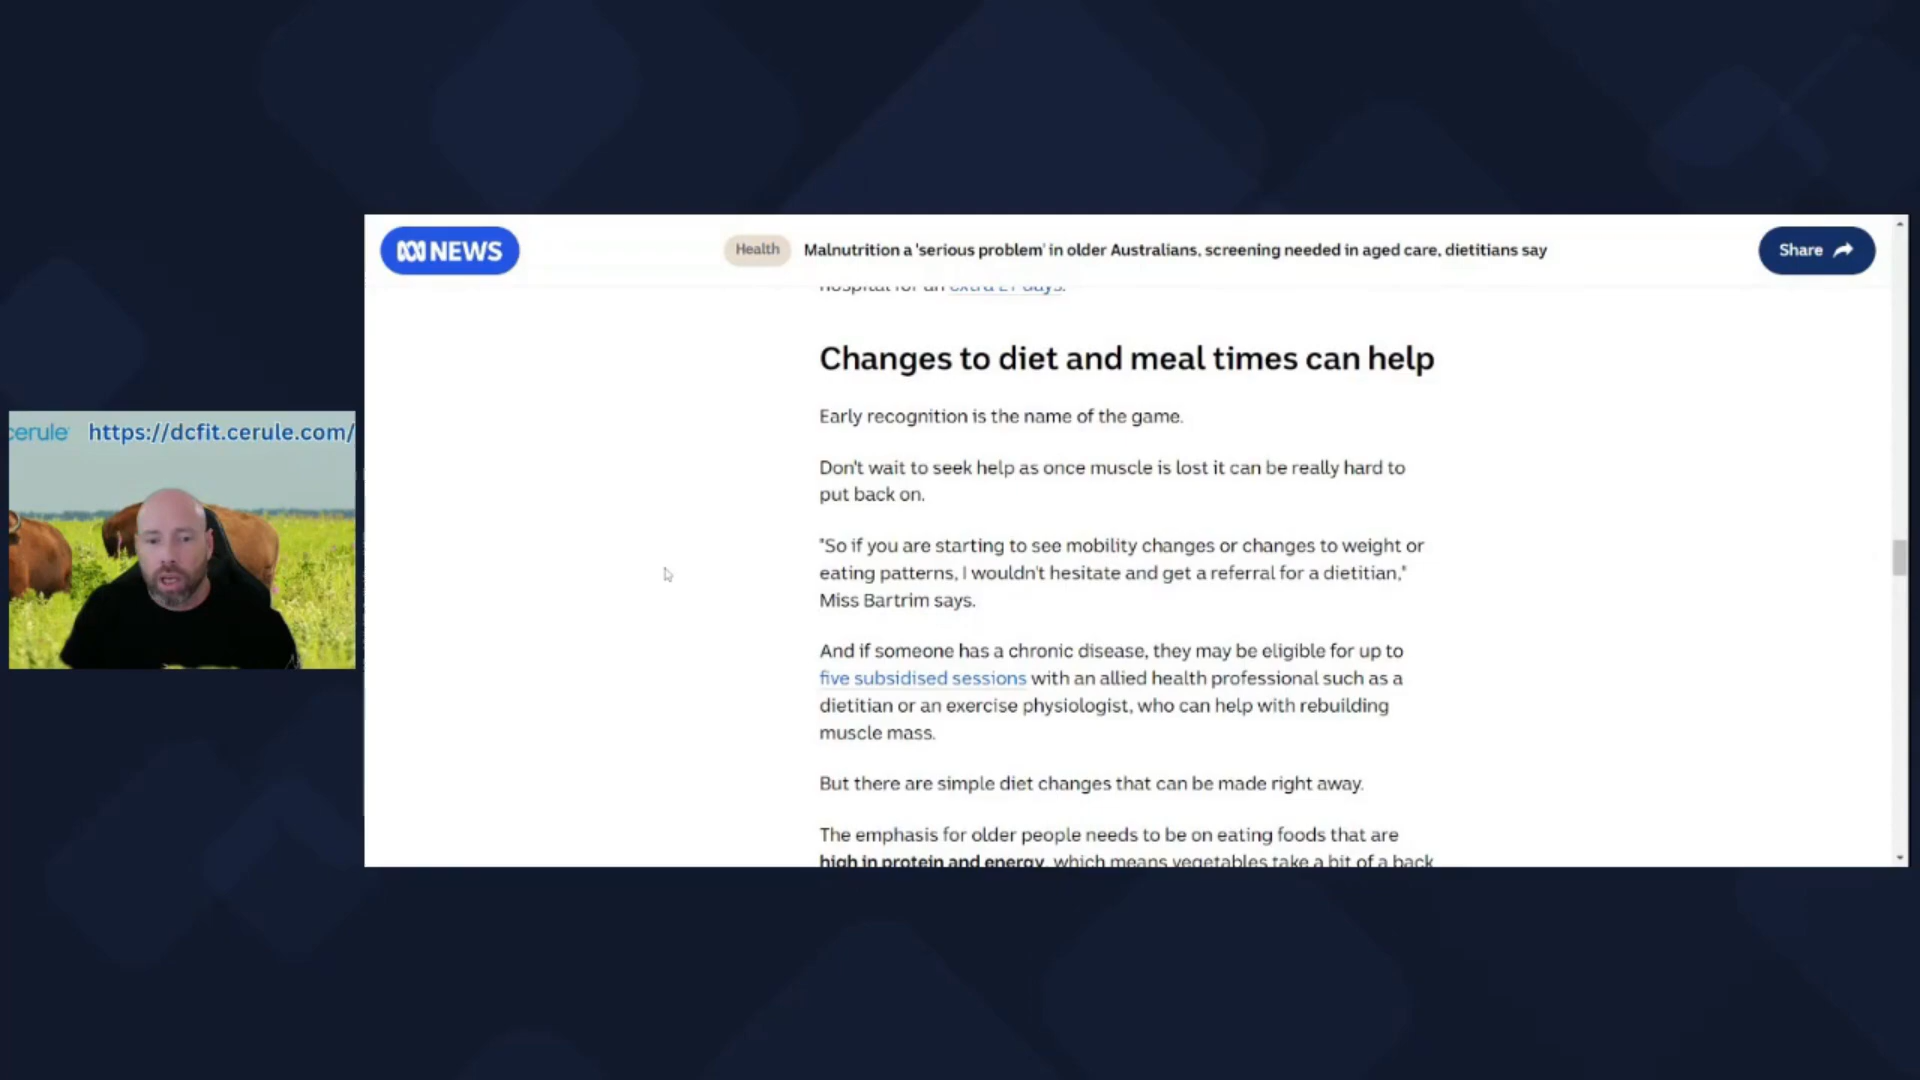 NEWS
Health
Malnutrition a 'serious problem' in older Australians, screening needed in aged care, dietitians say
Share
hospital for an extra 21 days.
Changes to diet and meal times can help
Early recognition is the name of the game.
Don't wait to seek help as once muscle is lost it can be really hard to
put back on.
"So if you are starting to see mobility changes or changes to weight or
eating patterns, I wouldn't hesitate and get a referral for a dietitian,"
Miss Bartrim says.
And if someone has a chronic disease, they may be eligible for up to
five subsidised sessions with an allied health professional such as a
dietitian or an exercise physiologist, who can help with rebuilding
muscle mass.
But there are simple diet changes that can be made right away.
The emphasis for older people needs to be on eating foods that are
high in protein and energy, which means vegetables take a bit of a back
cerule
https://dcfit.cerule.com/